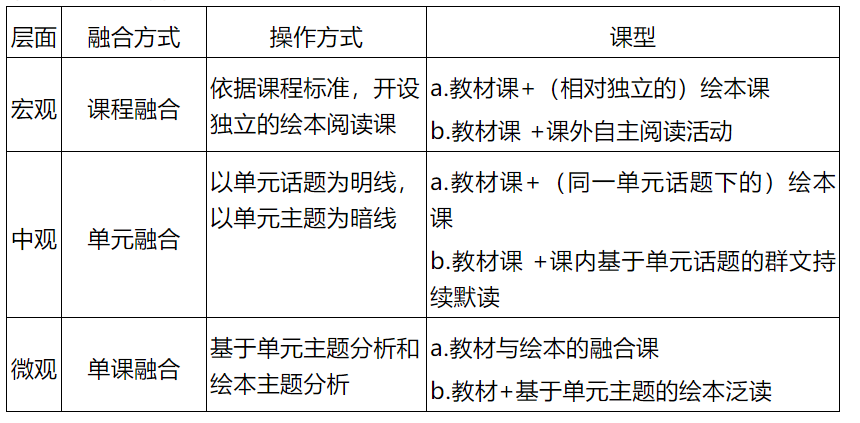 层面 融合方式 操作方式 课型
宏观 课程融合 依据课程标准，开设
独立的绘本阅读课
a.教材课+（相对独立的）绘本课
b.教材课 +课外自主阅读活动
中观 单元融合 以单元话题为明线，
以单元主题为暗线
a.教材课+（同一单元话题下的）绘本
课
b.教材课 +课内基于单元话题的群文持
续默读
微观 单课融合 基于单元主题分析和
绘本主题分析
a.教材与绘本的融合课
b.教材+基于单元主题的绘本泛读